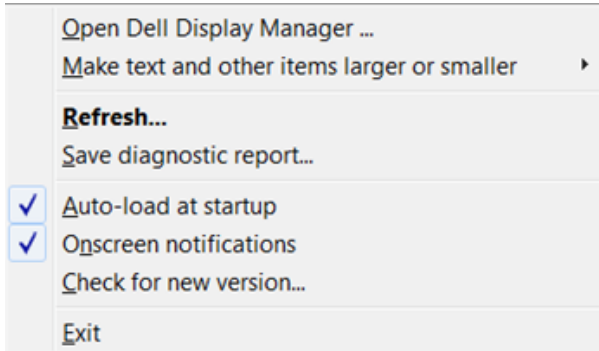 Open Dell Display Manager ...
Make text and other items larger or smaller
Refresh...
Save diagnostic report...
Auto-load at startup
Onscreen notifications
Check for new version...
Exit